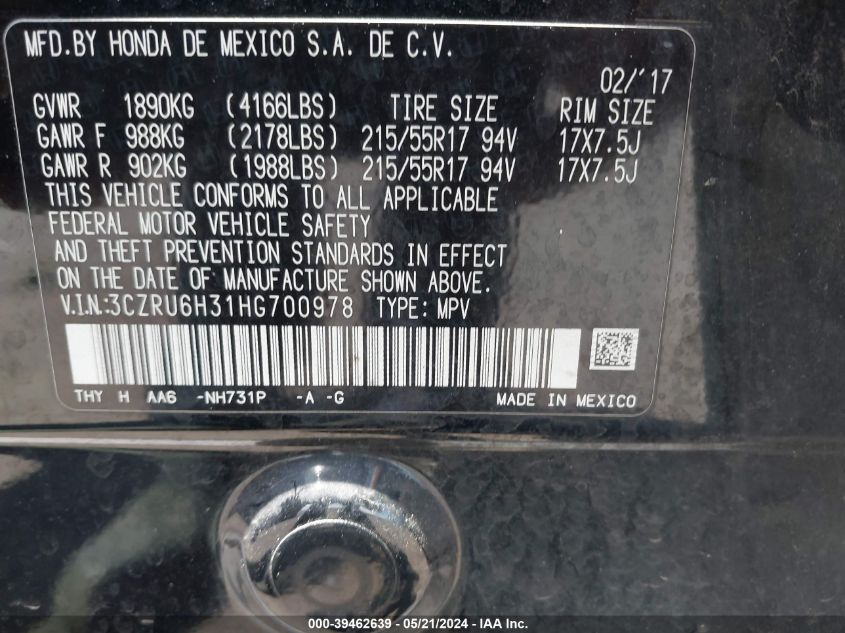 MFD.BY HONDA DE MEXICO S.A. DE C.V.
02/'17
GVWR 1890KG (4166LBS) TIRE SIZE RIM SIZE
GAWR F 988KG (2178LBS) 215/55R17 94V 17X7.5J
GAWR R 902KG (1988LBS) 215/55R17 94V 17X7.5J
THIS VEHICLE CONFORMS TO ALL APPLICABLE
FEDERAL MOTOR VEHICLE SAFETY
AND THEFT PREVENTION STANDARDS IN EFFECT
ON THE DATE OF MANUFACTURE SHOWN ABOVE.
V.I.N.:3CZRU6H31HG700978 TYPE: MPV
THY H AA6 -NH731P -A -G MADE IN MEXICO
000-39462639 - 05/21/2024 - IAA Inc.